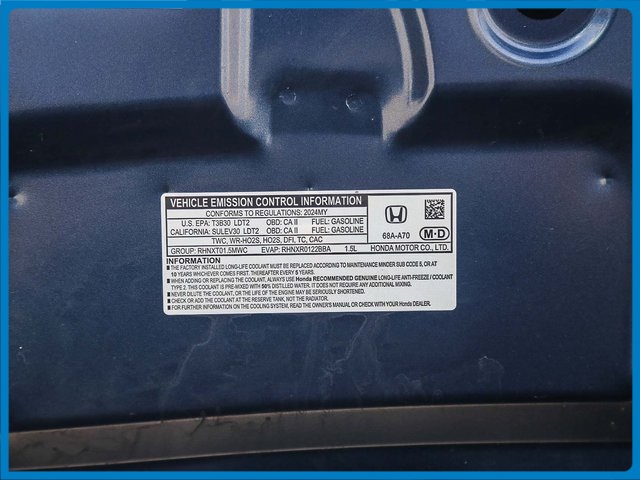 VEHICLE EMISSION CONTROL INFORMATION
CONFORMS TO REGULATIONS: 2024MY
U.S. EPA: T3B30 LDT2 OBD: CA II FUEL: GASOLINE
CALIFORNIA: SULEV30 LDT2 OBD: CA II FUEL: GASOLINE
TWC, WR-HO2S, HO2S, DFI, TC, CAC
GROUP: RHNXT01.5MWC EVAP: RHNXR0122BBA 1.5L
HONDA
68A-A70
M·D
HONDA MOTOR CO., LTD.
INFORMATION
■ THE FACTORY INSTALLED LONG-LIFE COOLANT MUST BE REPLACED ACCORDING TO MAINTENANCE MINDER SUB CODE 5, OR AT
10 YEARS WHICHEVER COMES FIRST. THEREAFTER EVERY 5 YEARS.
■ WHEN ADDING OR REPLACING THE COOLANT, ALWAYS USE Honda RECOMMENDED GENUINE LONG-LIFE ANTI-FREEZE / COOLANT
TYPE 2. THIS COOLANT IS PRE-MIXED WITH 50% DISTILLED WATER. IT DOES NOT REQUIRE ANY ADDITIONAL MIXING.
■ NEVER DILUTE THE COOLANT, OR THE LIFE OF THE ENGINE MAY BE SERIOUSLY SHORTENED.
■ CHECK OR ADD THE COOLANT AT THE RESERVE TANK, NOT THE RADIATOR.
■ FOR ADDITIONAL INFORMATION ON THE COOLING SYSTEM, READ THE OWNER'S MANUAL OR CHECK WITH YOUR Honda DEALER.